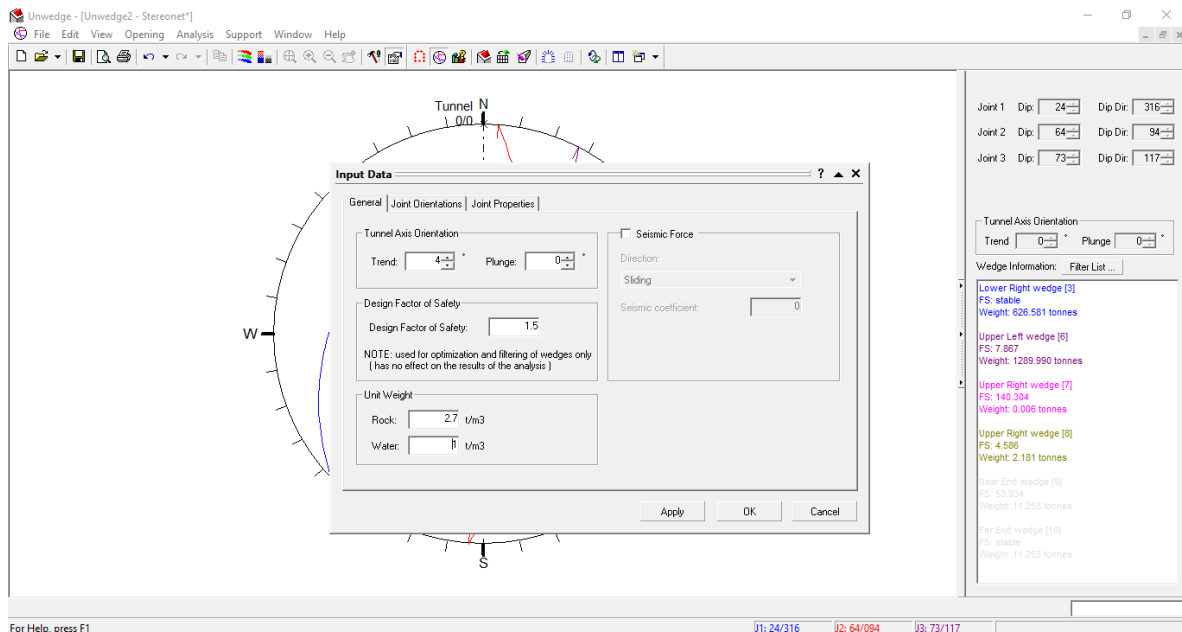 Unwedge - [Unwedge2 - Stereonet*]
File Edit View Opening Analysis Support Window Help
Tunnel N
0/0
W
S
Input Data
General Joint Orientations Joint Properties
Tunnel Axis Orientation
Trend: 4 ° Plunge: 0 °
Design Factor of Safety
Design Factor of Safety: 1.5
NOTE: used for optimization and filtering of wedges only
( has no effect on the results of the analysis )
Unit Weight
Rock: 2.7 t/m3
Water: 1 t/m3
Seismic Force
Direction:
Sliding
Seismic coefficient: 0
Apply OK Cancel
Joint 1 Dip: 24 Dip Dir: 316
Joint 2 Dip: 64 Dip Dir: 94
Joint 3 Dip: 73 Dip Dir: 117
Tunnel Axis Orientation
Trend 0 ° Plunge 0 °
Wedge Information: Filter List ...
Lower Right wedge [3]
FS: stable
Weight: 626.581 tonnes
Upper Left wedge [6]
FS: 7.867
Weight: 1289.990 tonnes
Upper Right wedge [7]
FS: 140.304
Weight: 0.006 tonnes
Upper Right wedge [8]
FS: 4.586
Weight: 2.181 tonnes
Near End wedge [9]
FS: 53.934
Weight: 11.253 tonnes
Far End wedge [10]
FS: stable
Weight: 11.253 tonnes
For Help, press F1
J1: 24/316 J2: 64/094 J3: 73/117